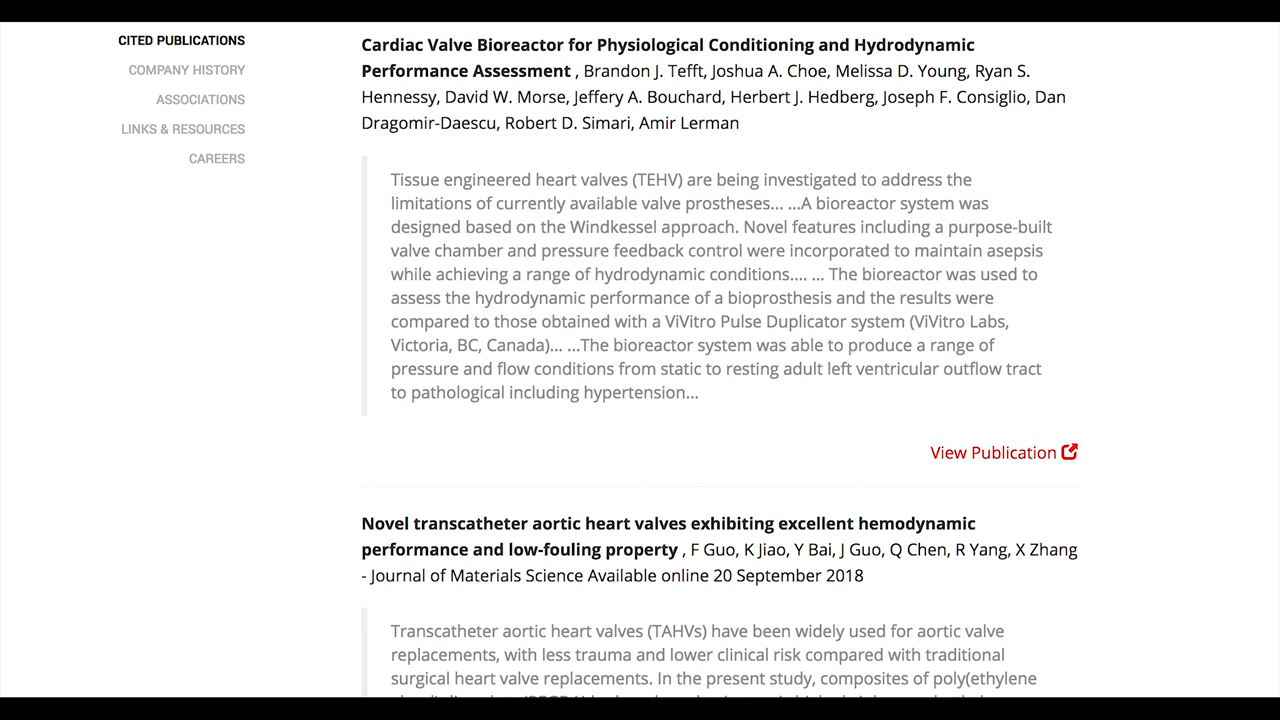 CITED PUBLICATIONS
COMPANY HISTORY
ASSOCIATIONS
LINKS & RESOURCES
CAREERS
Cardiac Valve Bioreactor for Physiological Conditioning and Hydrodynamic
Performance Assessment , Brandon J. Tefft, Joshua A. Choe, Melissa D. Young, Ryan S.
Hennessy, David W. Morse, Jeffery A. Bouchard, Herbert J. Hedberg, Joseph F. Consiglio, Dan
Dragomir-Daescu, Robert D. Simari, Amir Lerman
Tissue engineered heart valves (TEHV) are being investigated to address the
limitations of currently available valve prostheses... ...A bioreactor system was
designed based on the Windkessel approach. Novel features including a purpose-built
valve chamber and pressure feedback control were incorporated to maintain asepsis
while achieving a range of hydrodynamic conditions.... ... The bioreactor was used to
assess the hydrodynamic performance of a bioprosthesis and the results were
compared to those obtained with a ViVitro Pulse Duplicator system (ViVitro Labs,
Victoria, BC, Canada)... ...The bioreactor system was able to produce a range of
pressure and flow conditions from static to resting adult left ventricular outflow tract
to pathological including hypertension...
View Publication
Novel transcatheter aortic heart valves exhibiting excellent hemodynamic
performance and low-fouling property , F Guo, K Jiao, Y Bai, J Guo, Q Chen, R Yang, X Zhang
- Journal of Materials Science Available online 20 September 2018
Transcatheter aortic heart valves (TAHVs) have been widely used for aortic valve
replacements, with less trauma and lower clinical risk compared with traditional
surgical heart valve replacements. In the present study, composites of poly(ethylene